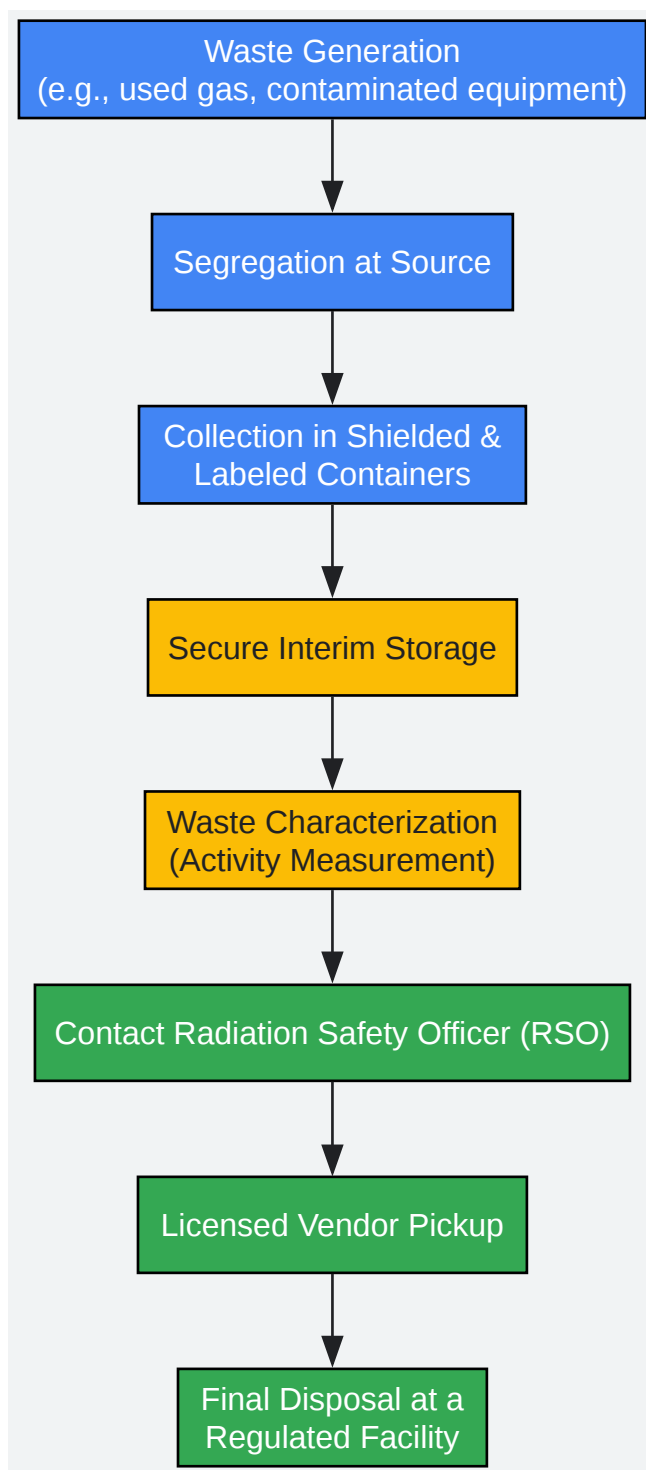 Waste Generation
(e.g., used gas, contaminated equipment)
Segregation at Source
Collection in Shielded &
Labeled Containers
Secure Interim Storage
Waste Characterization
(Activity Measurement)
Contact Radiation Safety Officer (RSO)
Licensed Vendor Pickup
Final Disposal at a
Regulated Facility